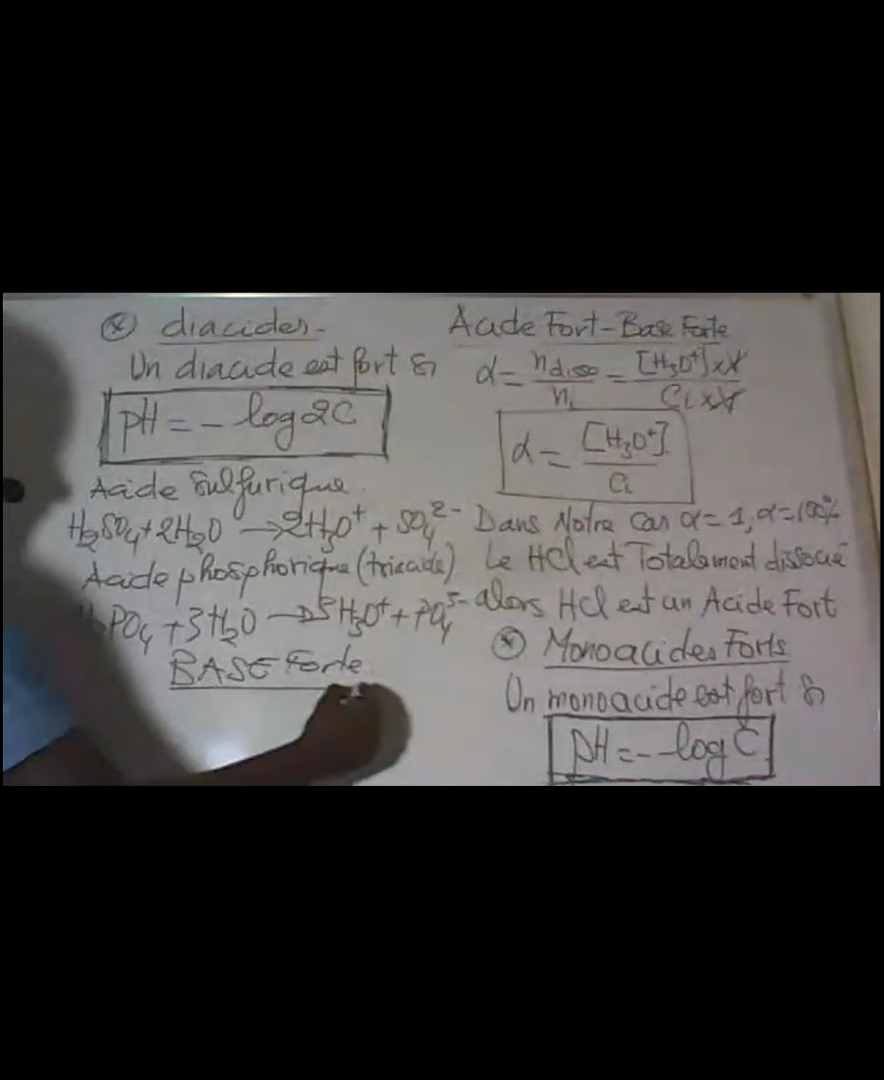 Acide Fort - Base Forte
α = n disso / ni = [H3O+] x V / Ci x V
α = [H3O+] / Ci
Dans Notre Cas α = 1, α = 100%
Le HCl est Totalement dissocié
alors HCl est un Acide Fort
* Monoacides Forts
Un monoacide est fort si
pH = - log C
* diacides -
Un diacide est fort si
pH = - log 2C
Acide Sulfurique.
H2SO4 + 2H2O → 2H3O+ + SO4 2-
Acide phosphorique (triacide)
PO4 + 3H2O → 3H3O+ + PO4 3-
BASE Forte